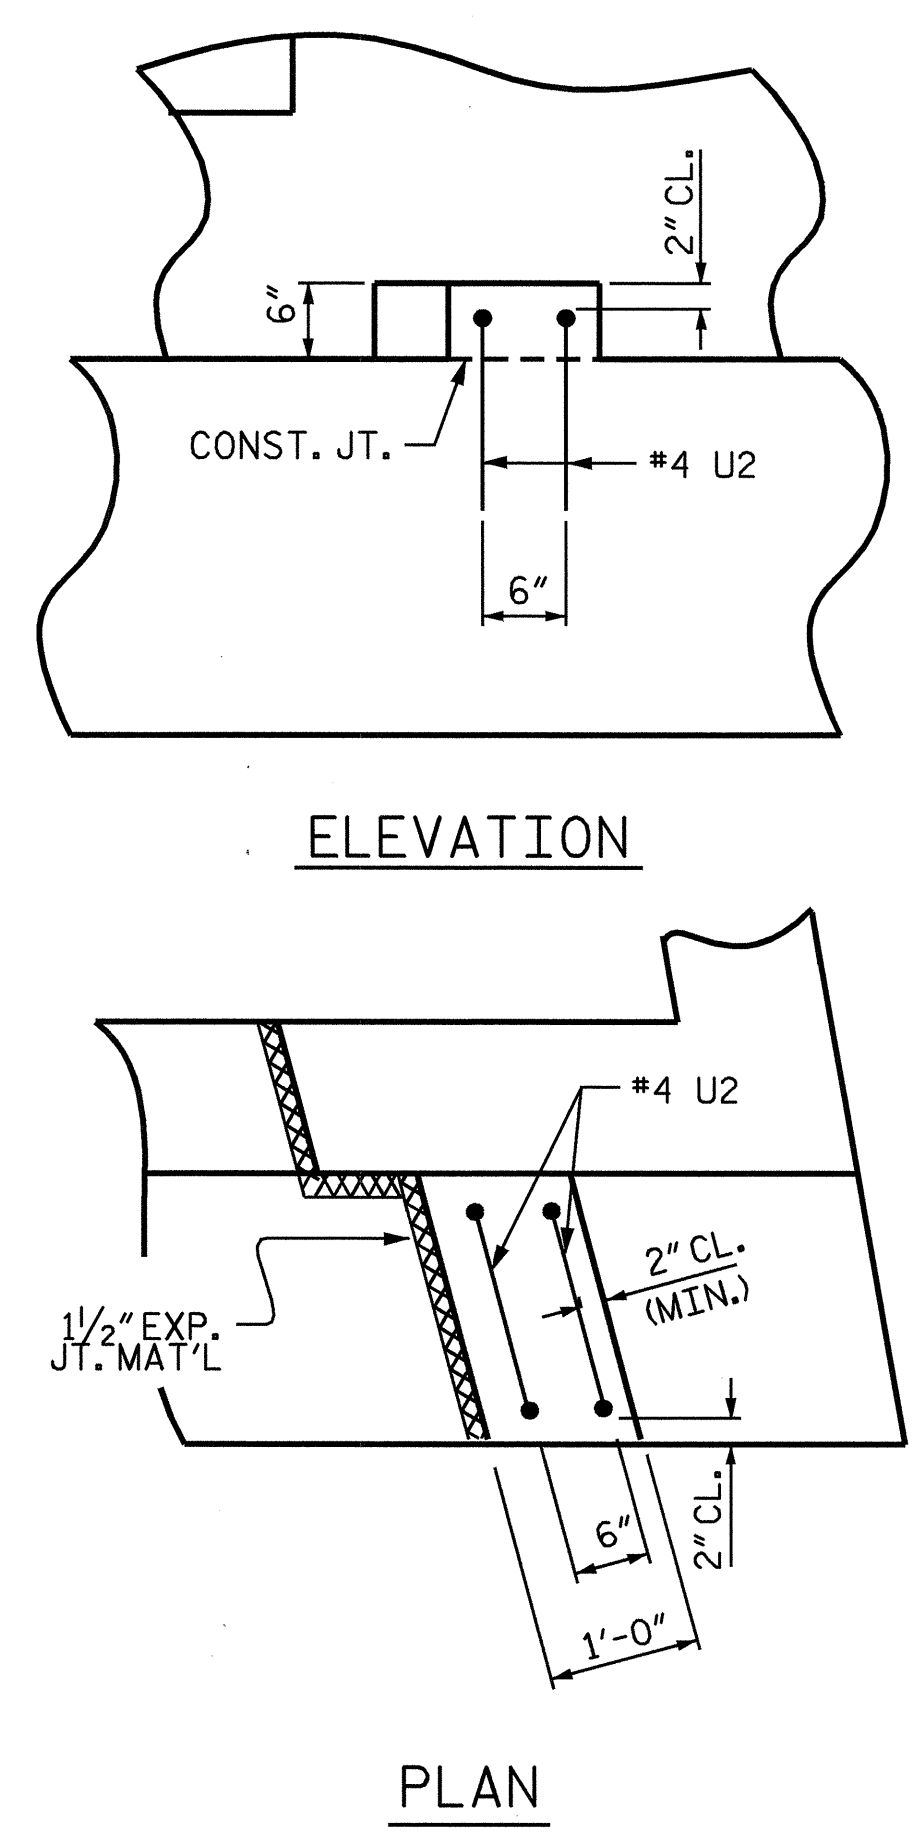 2" CL.
6"
CONST. JT.
#4 U2
6"
ELEVATION
#4 U2
2" CL.
(MIN.)
1½" EXP.
JT. MAT'L
2" CL.
6"
1'-0"
PLAN